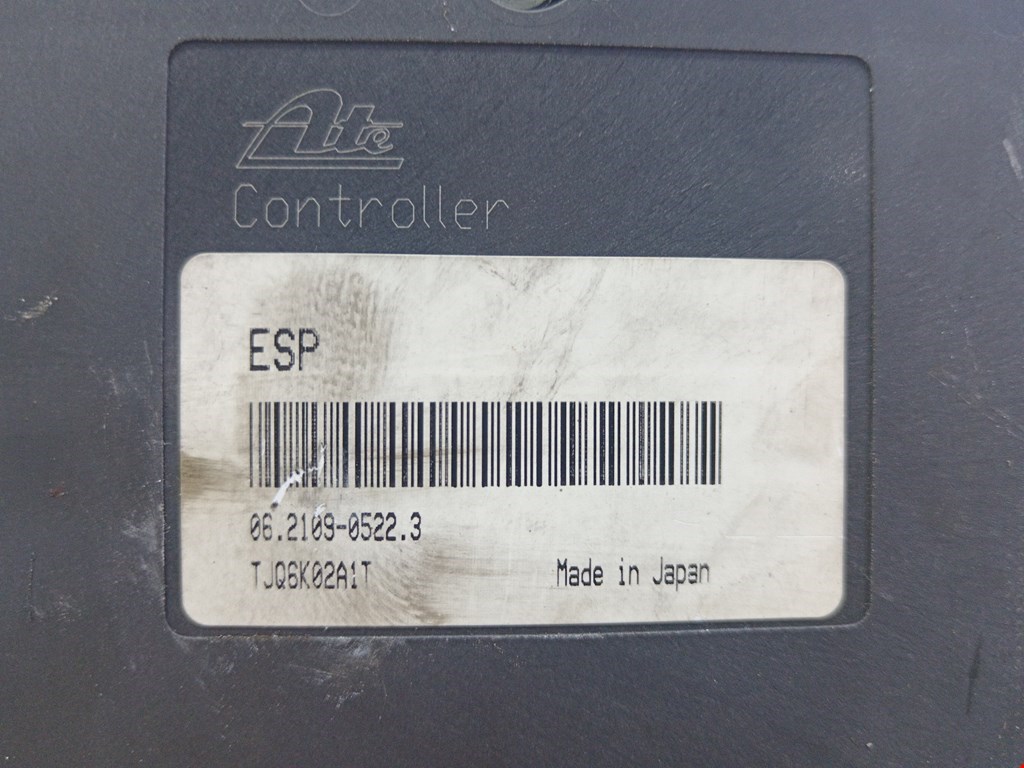 Ate
Controller
ESP
06.2109-0522.3
TJQ6K02A1T
Made in Japan